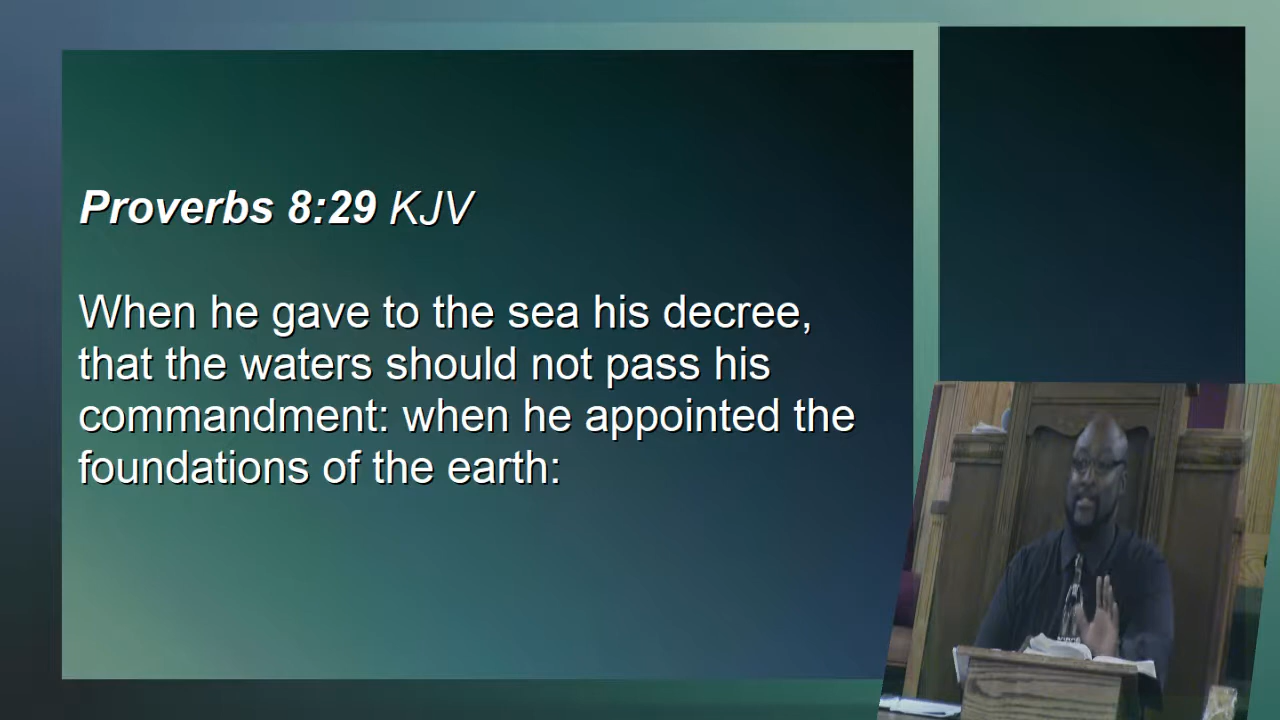 Proverbs 8:29 KJV
When he gave to the sea his decree,
that the waters should not pass his
commandment: when he appointed the
foundations of the earth: